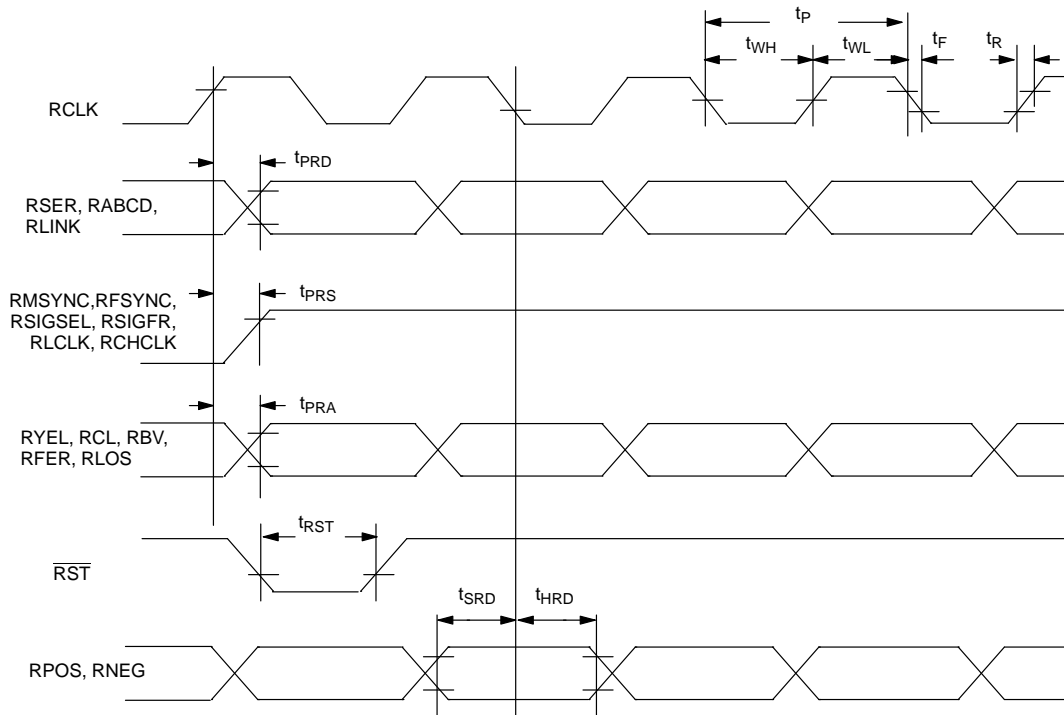 tP
tWH
tWL
tF
tR
RCLK
tPRD
RSER, RABCD,
RLINK
tPRS
RMSYNC,RFSYNC,
RSIGSEL, RSIGFR,
RLCLK, RCHCLK
tPRA
RYEL, RCL, RBV,
RFER, RLOS
tRST
RST
tSRD
tHRD
RPOS, RNEG